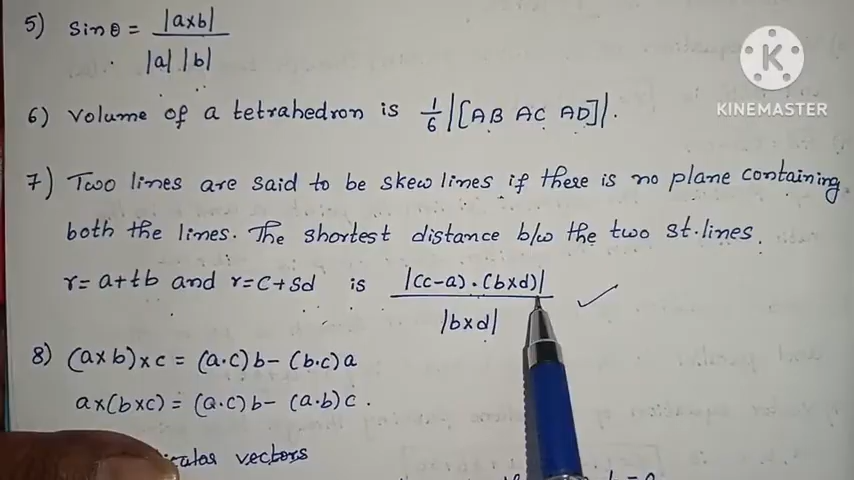 5) Sinθ = |a×b| / |a| |b|
KINEMASTER
6) Volume of a tetrahedron is 1/6 |[AB AC AD]|.
7) Two lines are said to be skew lines if there is no plane containing
both the lines. The shortest distance b/w the two st.lines.
r = a+tb and r = c+sd is |(c-a)·(b×d)| / |b×d|
8) (a×b)×c = (a·c)b - (b·c)a
a×(b×c) = (a·c)b - (a·b)c.
vectors